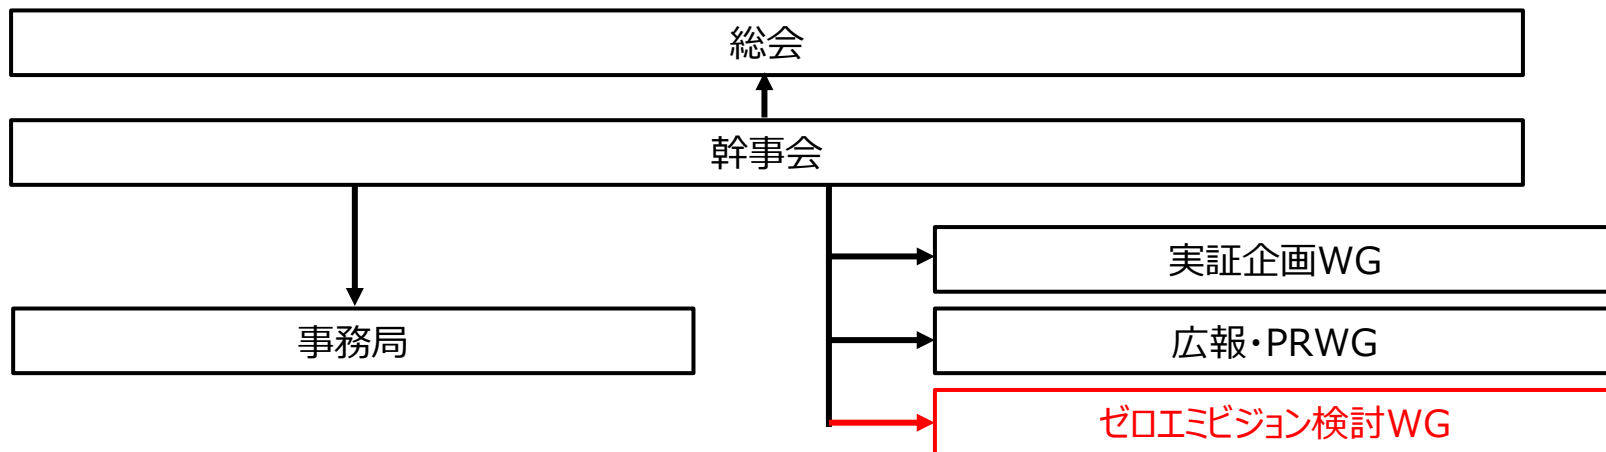 総会
幹事会
実証企画WG
事務局
広報・PRWG
ゼロエミビジョン検討WG